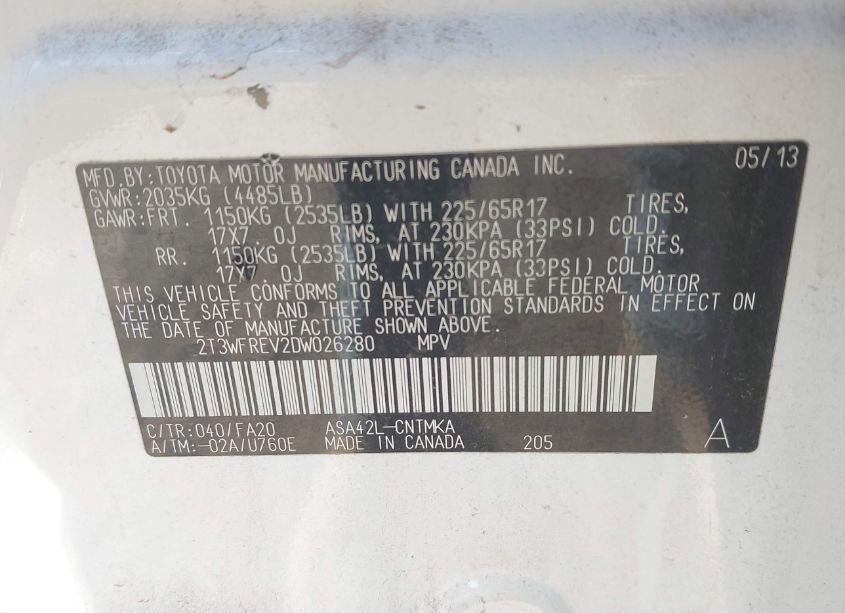 MFD.BY:TOYOTA MOTOR MANUFACTURING CANADA INC. 05/13
GVWR:2035KG (4485LB)
GAWR:FRT. 1150KG (2535LB) WITH 225/65R17 TIRES,
17X7.0J RIMS, AT 230KPA (33PSI) COLD.
RR. 1150KG (2535LB) WITH 225/65R17 TIRES,
17X7.0J RIMS, AT 230KPA (33PSI) COLD.
THIS VEHICLE CONFORMS TO ALL APPLICABLE FEDERAL MOTOR
VEHICLE SAFETY AND THEFT PREVENTION STANDARDS IN EFFECT ON
THE DATE OF MANUFACTURE SHOWN ABOVE.
2T3WFREV2DW026280 MPV
C/TR:040/FA20 ASA42L-CNTMKA
A/TM:-02A/U760E MADE IN CANADA 205 A